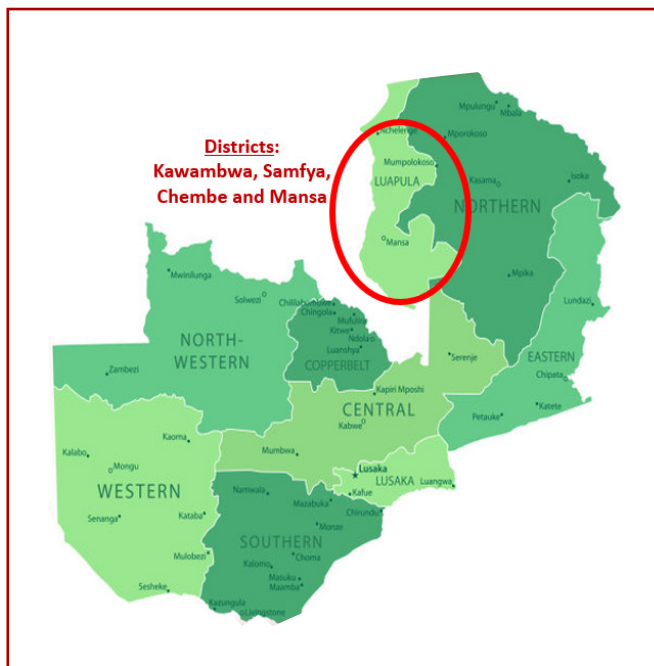 Districts:
Kawambwa, Samfya,
Chembe and Mansa
Mpulungu
Mbala
Nchelenge
Mporokoso
Mumpolokoso
LUAPULA
Kasama
Isoka
NORTHERN
Mansa
Mwinilunga
Mpika
Solwezi
Chililabombwe
Chingola
Lundazi
Mufulira
NORTH-
WESTERN
Kitwe
Ndola
Luanshya
COPPERBELT
Serenje
EASTERN
Zambezi
Chipata
Kapiri Mposhi
CENTRAL
Katete
Petauke
Kabwe
Kaoma
Kalabo
Mumbwa
Mongu
Lusaka
LUSAKA
Luangwa
WESTERN
Namwala
Kafue
Mazabuka
Chirundu
Senanga
Kataba
Monze
SOUTHERN
Mulobezi
Choma
Kalomo
Masuku
Maamba
Sesheke
Kazungula
Livingstone